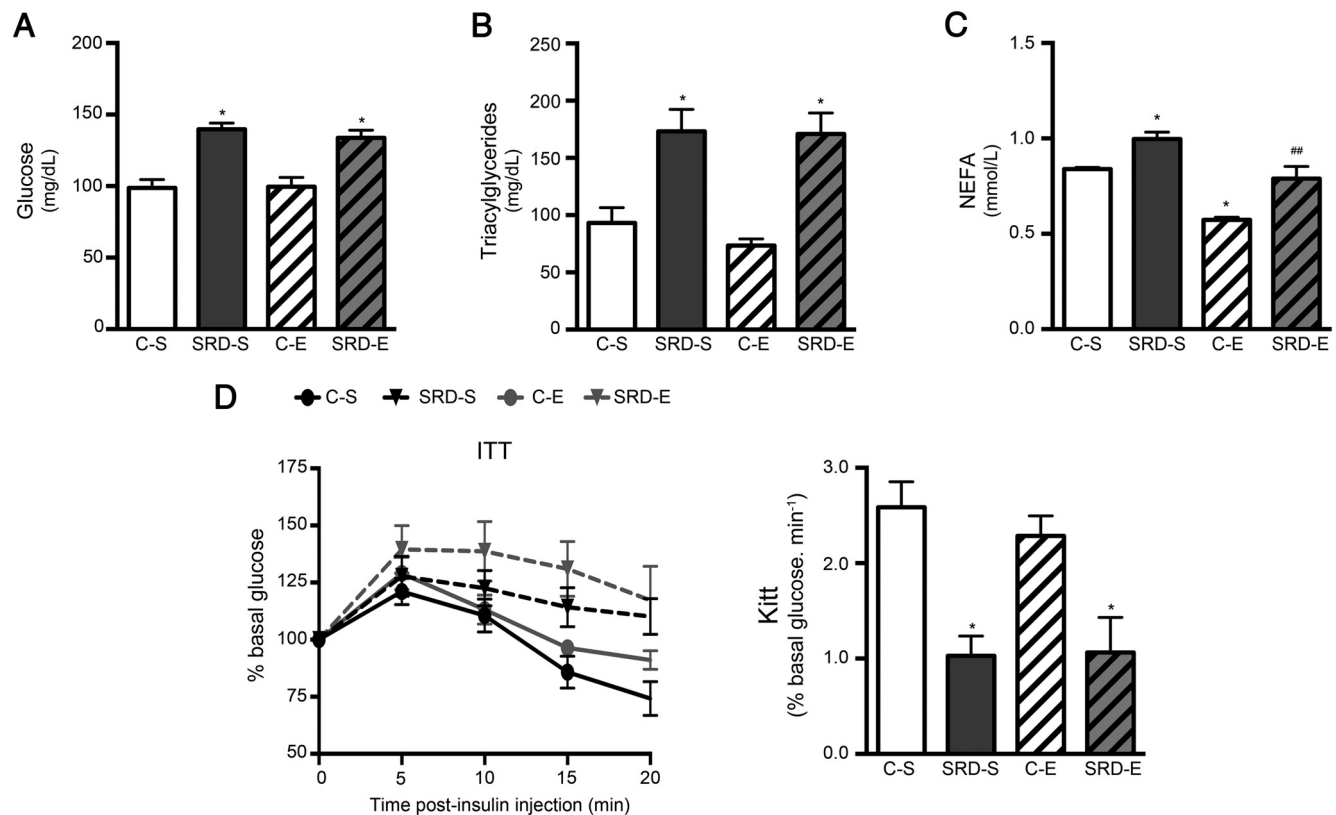 A
Glucose
(mg/dL)
200
150
100
50
0
*
*
C-S SRD-S C-E SRD-E
B
Triacylglycerides
(mg/dL)
250
200
150
100
50
0
*
*
C-S SRD-S C-E SRD-E
C
NEFA
(mmol/L)
1.5
1.0
0.5
0.0
*
*
##
C-S SRD-S C-E SRD-E
D
C-S SRD-S C-E SRD-E
ITT
% basal glucose
175
150
125
100
75
50
0 5 10 15 20
Time post-insulin injection (min)
Kitt
(% basal glucose. min⁻¹)
3.0
2.0
1.0
0.0
*
*
C-S SRD-S C-E SRD-E